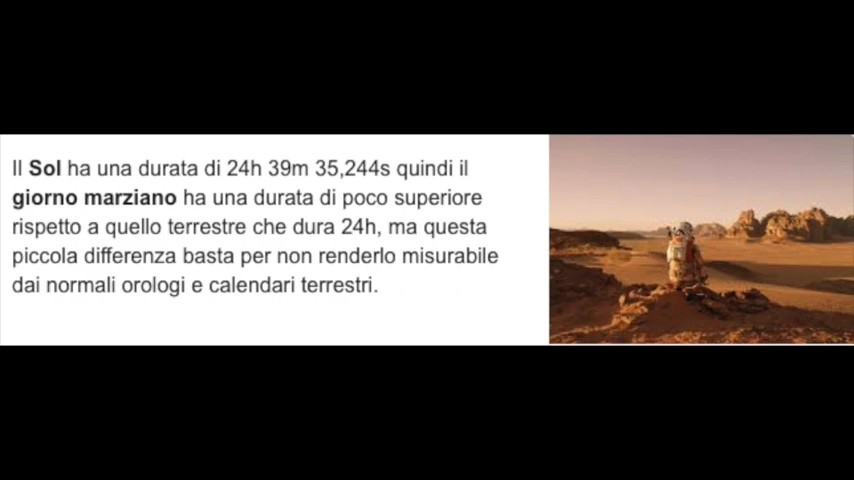 Il Sol ha una durata di 24h 39m 35,244s quindi il
giorno marziano ha una durata di poco superiore
rispetto a quello terrestre che dura 24h, ma questa
piccola differenza basta per non renderlo misurabile
dai normali orologi e calendari terrestri.